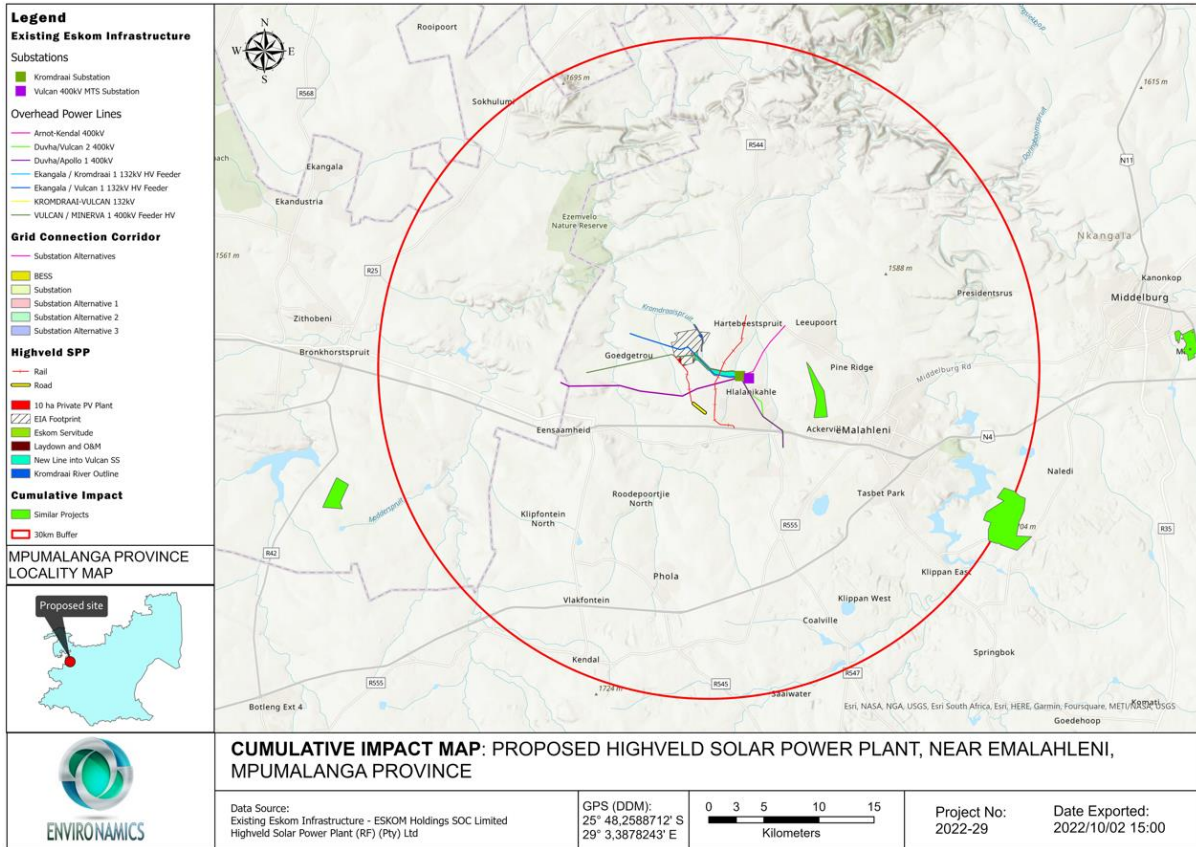 Legend
Existing Eskom Infrastructure
Substations
Kromdraai Substation
Vulcan 400kV MTS Substation
Overhead Power Lines
Arnot-Kendal 400kV
Duvha/Vulcan 2 400kV
Duvha/Apollo 1 400kV
Ekangala / Kromdraai 1 132kV HV Feeder
Ekangala / Vulcan 1 132kV HV Feeder
KROMDRAAI-VULCAN 132kV
VULCAN / MINERVA 1 400kV Feeder HV
Grid Connection Corridor
Substation Alternatives
BESS
Substation
Substation Alternative 1
Substation Alternative 2
Substation Alternative 3
Highveld SPP
Rail
Road
10 ha Private PV Plant
EIA Footprint
Eskom Servitude
Laydown and O&M
New Line into Vulcan SS
Kromdraai River Outline
Cumulative Impact
Similar Projects
30km Buffer
MPUMALANGA PROVINCE
LOCALITY MAP
Proposed site
ENVIRONAMICS
N
W E
S
Rooipoort
1695 m
1615 m
R568
Sokhulumi
R544
N11
Ekangala
Ekandustria
Ezemvelo
Nature Reserve
Nkangala
1561 m
R25
1588 m
Kanonkop
Presidentsrus
Middelburg
Zithobeni
Kromdraaispruit
Hartebeestspruit
Leeupoort
Bronkhorstspruit
Goedgetrou
Pine Ridge
Middelburg Rd
Hlalanikahle
Eensaamheid
Ackerville
eMalahleni
N4
Naledi
Tasbet Park
Roodepoortjie
North
Klipfontein
North
R555
R35
R42
Klippan East
Phola
Vlakfontein
Klippan West
Coalville
Springbok
Kendal
R547
R555
1724 m
R545
Saaiwater
Botleng Ext 4
Komati
Goedehoop
Esri, NASA, NGA, USGS, Esri South Africa, Esri, HERE, Garmin, Foursquare, METI/NASA, USGS
CUMULATIVE IMPACT MAP: PROPOSED HIGHVELD SOLAR POWER PLANT, NEAR EMALAHLENI,
MPUMALANGA PROVINCE
Data Source:
Existing Eskom Infrastructure - ESKOM Holdings SOC Limited
Highveld Solar Power Plant (RF) (Pty) Ltd
GPS (DDM):
25° 48,2588712' S
29° 3,3878243' E
0 3 5 10 15
Kilometers
Project No:
2022-29
Date Exported:
2022/10/02 15:00